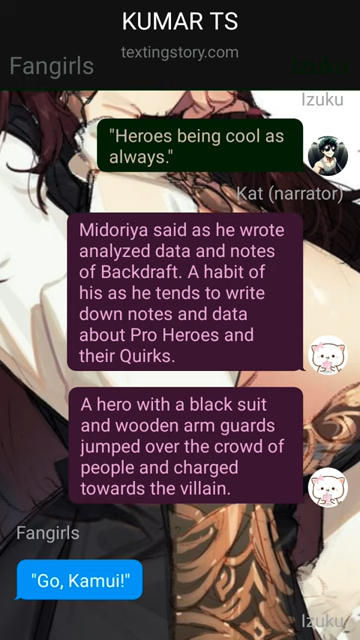 KUMAR TS
textingstory.com
Fangirls
Izuku
"Heroes being cool as
always."
Kat (narrator)
Midoriya said as he wrote
analyzed data and notes
of Backdraft. A habit of
his as he tends to write
down notes and data
about Pro Heroes and
their Quirks.
A hero with a black suit
and wooden arm guards
jumped over the crowd of
people and charged
towards the villain.
Fangirls
"Go, Kamui!"
Izuku